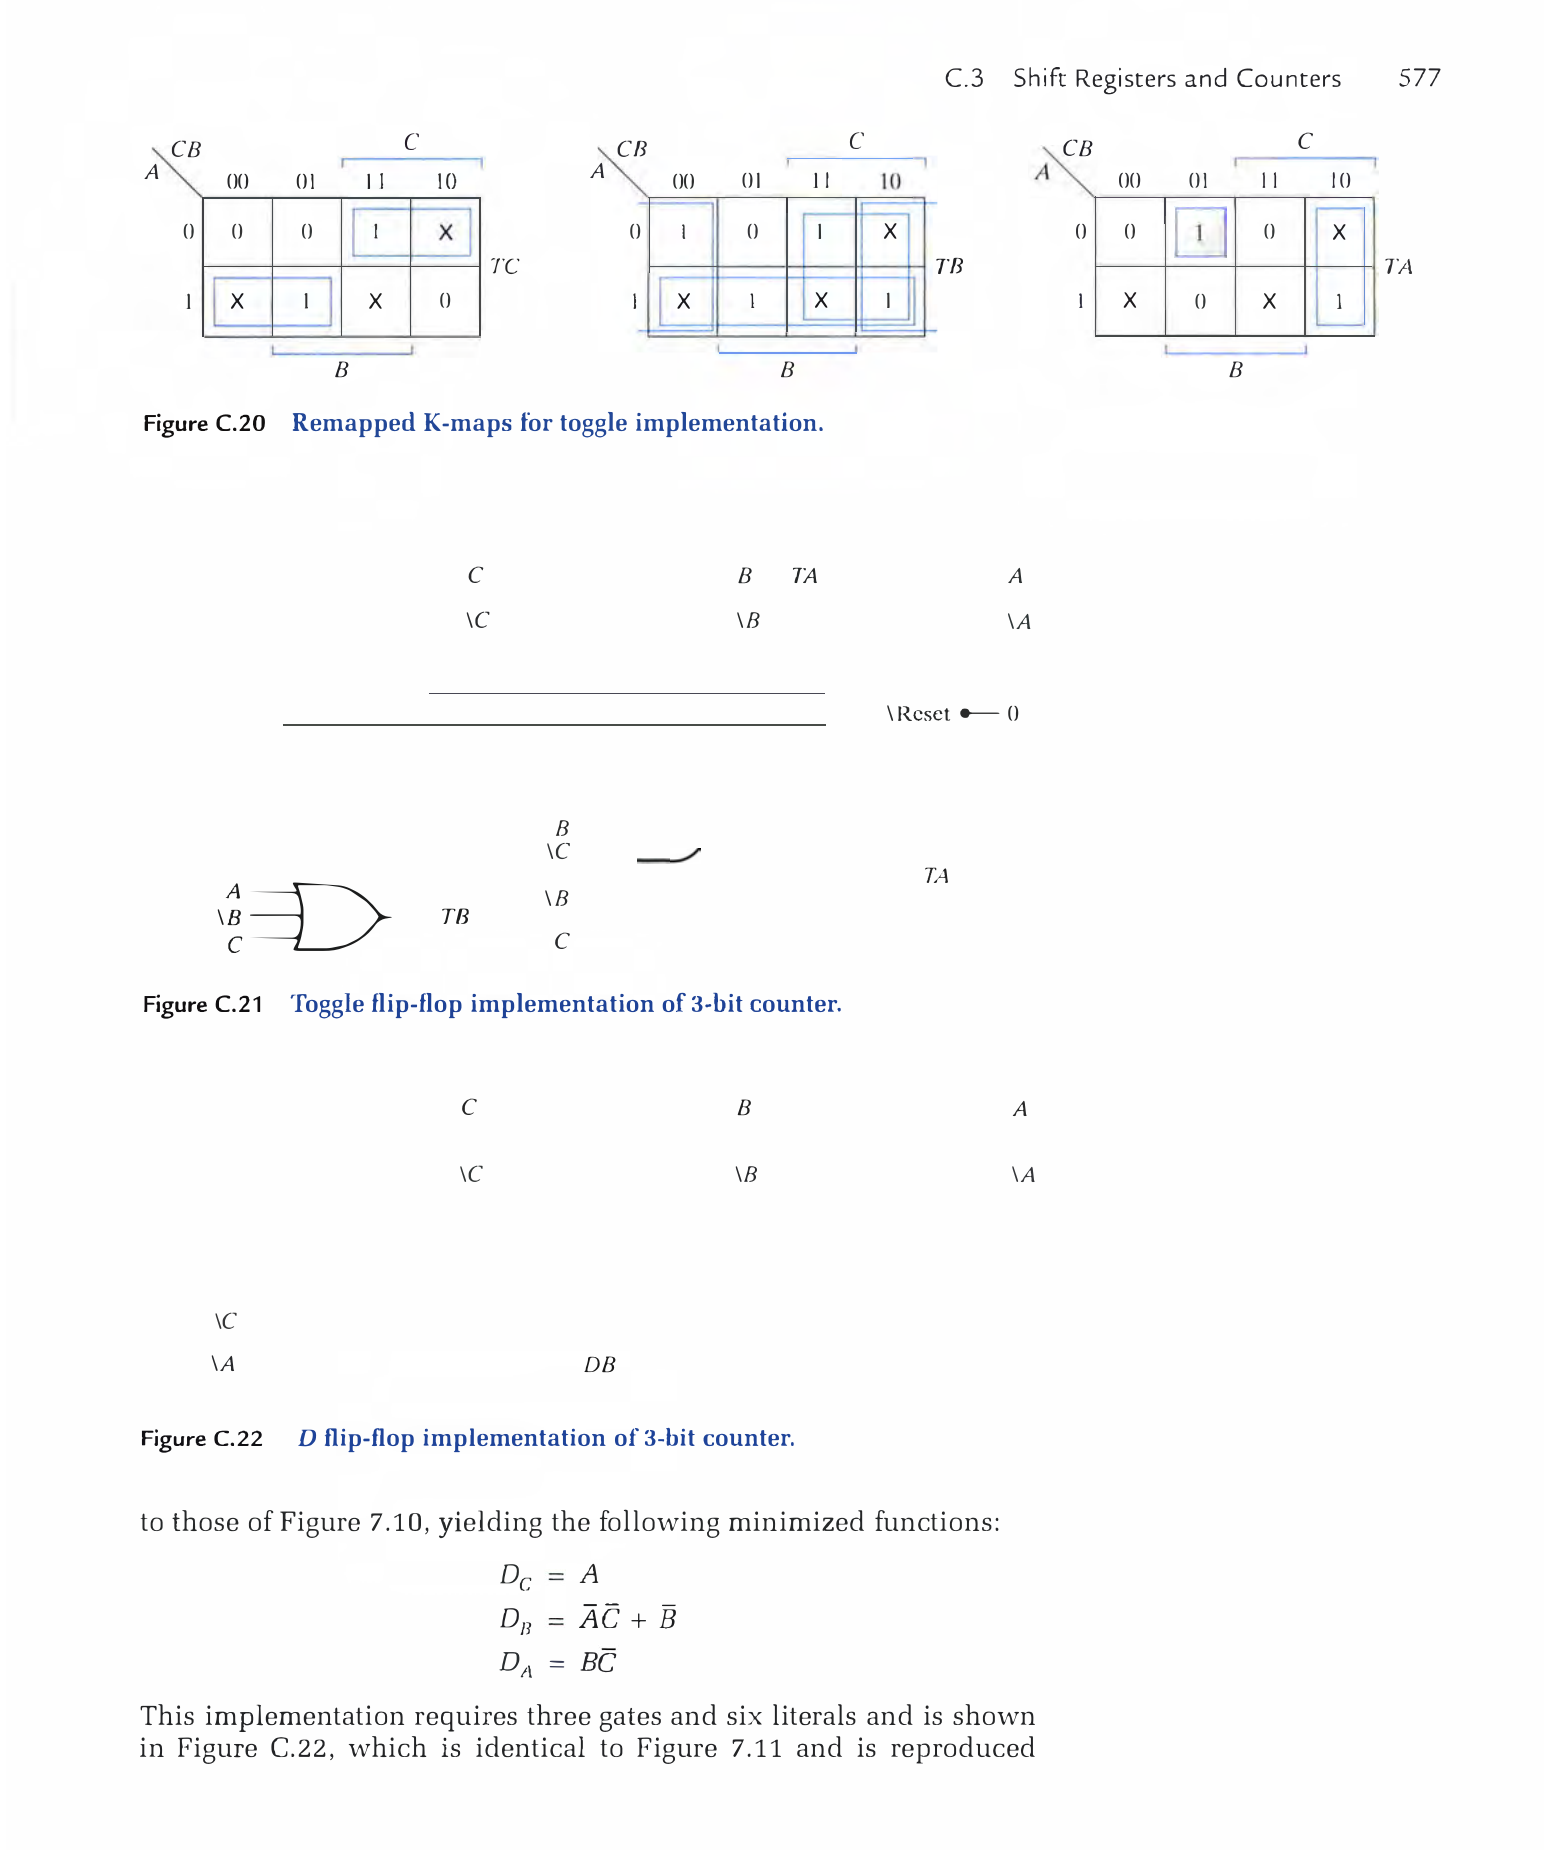 C.3 Shift Registers and Counters 577
CB C
A 00 01 11 10
0 0 0 1 X
TC
1 X 1 X 0
B
CB C
A 00 01 11 10
0 1 0 1 X
TB
1 X 1 X 1
B
CB C
A 00 01 11 10
0 0 1 0 X
TA
1 X 0 X 1
B
Figure C.20 Remapped K-maps for toggle implementation.
C B TA A
\C \B \A
\Reset 0
B
\C
TA
A
\B TB
C
\B
C
Figure C.21 Toggle flip-flop implementation of 3-bit counter.
C B A
\C \B \A
\C
\A DB
Figure C.22 D flip-flop implementation of 3-bit counter.
to those of Figure 7.10, yielding the following minimized functions:
D_C = A
D_B = A̅C̅ + B̅
D_A = BC̅
This implementation requires three gates and six literals and is shown
in Figure C.22, which is identical to Figure 7.11 and is reproduced